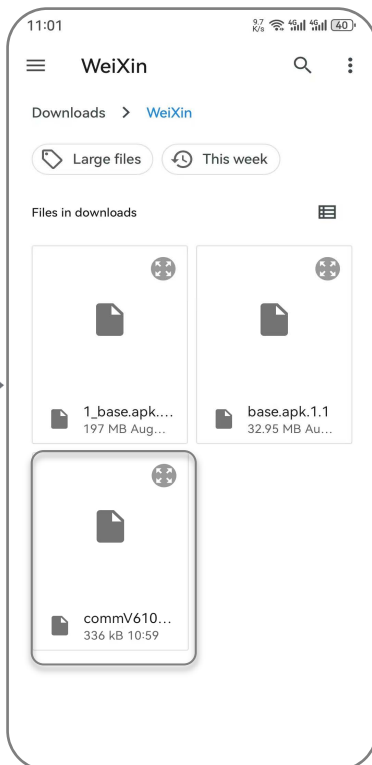 11:01
9.7 K/s 4G 4G 40
WeiXin
Downloads > WeiXin
Large files
This week
Files in downloads
1_base.apk....
197 MB Aug...
base.apk.1.1
32.95 MB Au...
commV610...
336 kB 10:59